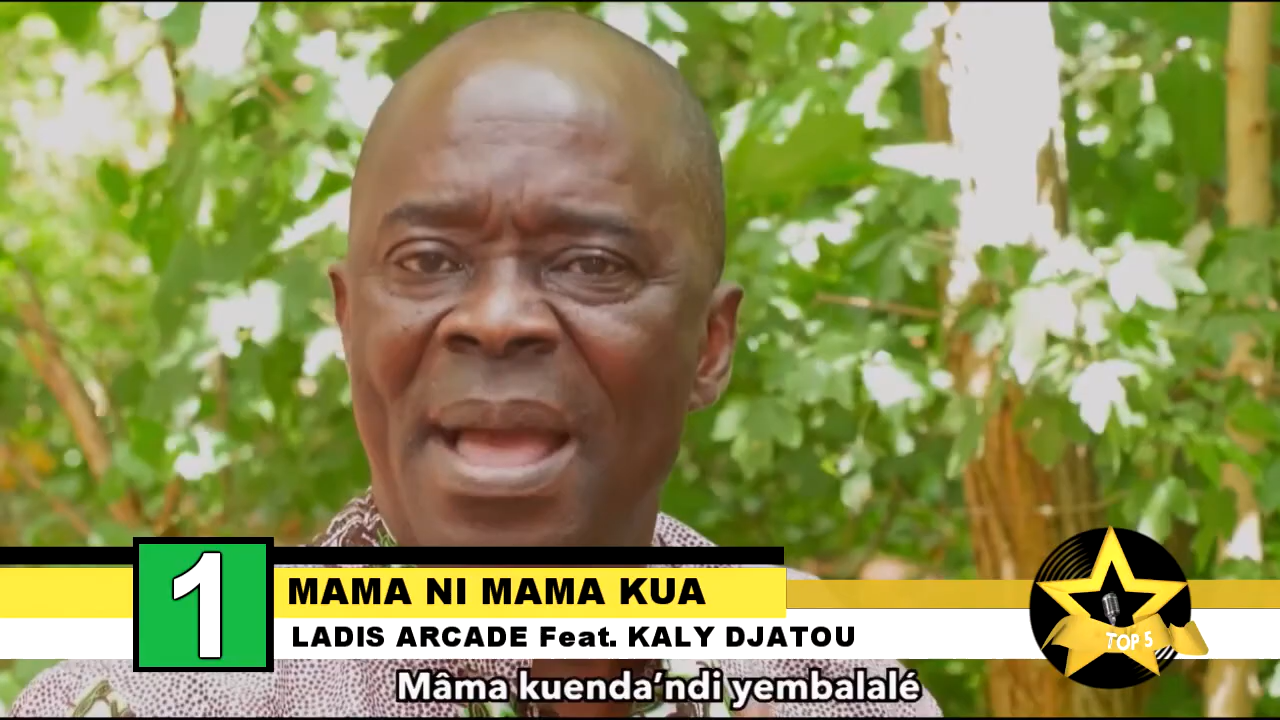 1
MAMA NI MAMA KUA
LADIS ARCADE Feat. KALY DJATOU
TOP 5
Mâma kuenda’ndi yembalalé